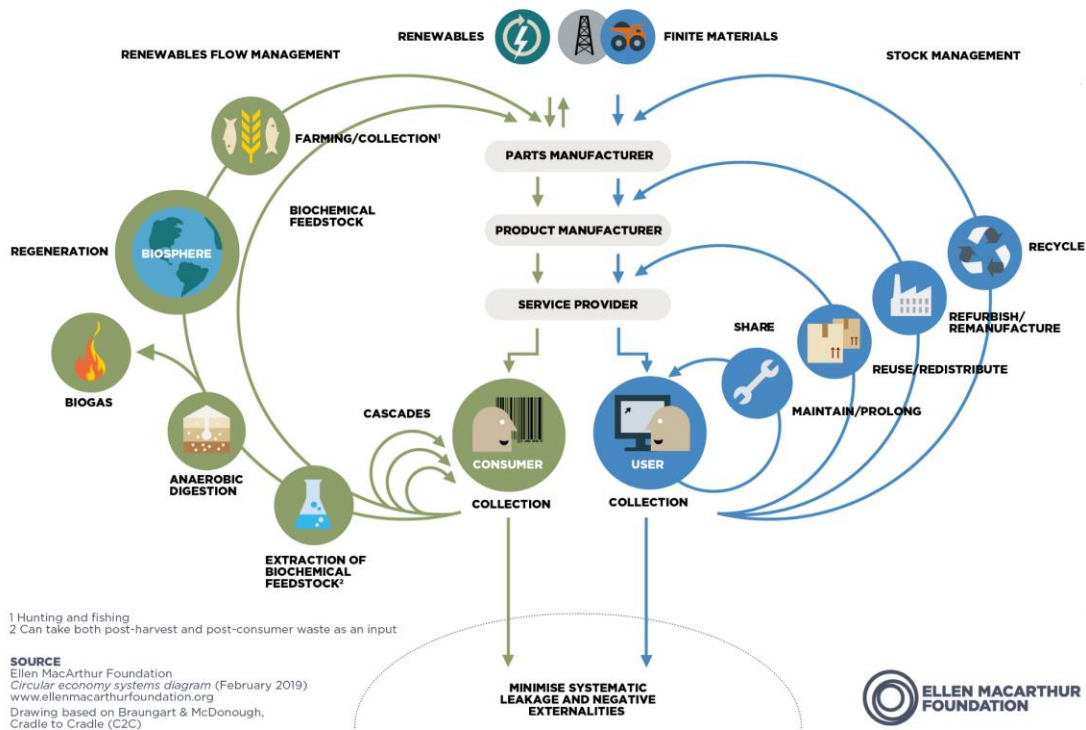 RENEWABLES
FINITE MATERIALS
RENEWABLES FLOW MANAGEMENT
STOCK MANAGEMENT
FARMING/COLLECTION¹
PARTS MANUFACTURER
BIOCHEMICAL
FEEDSTOCK
PRODUCT MANUFACTURER
REGENERATION
BIOSPHERE
RECYCLE
SERVICE PROVIDER
SHARE
REFURBISH/
REMANUFACTURE
REUSE/REDISTRIBUTE
BIOGAS
MAINTAIN/PROLONG
CASCADES
CONSUMER
USER
ANAEROBIC
DIGESTION
COLLECTION
COLLECTION
EXTRACTION OF
BIOCHEMICAL
FEEDSTOCK²
1 Hunting and fishing
2 Can take both post-harvest and post-consumer waste as an input
SOURCE
Ellen MacArthur Foundation
Circular economy systems diagram (February 2019)
www.ellenmacarthurfoundation.org
Drawing based on Braungart & McDonough,
Cradle to Cradle (C2C)
MINIMISE SYSTEMATIC
LEAKAGE AND NEGATIVE
EXTERNALITIES
ELLEN MACARTHUR
FOUNDATION